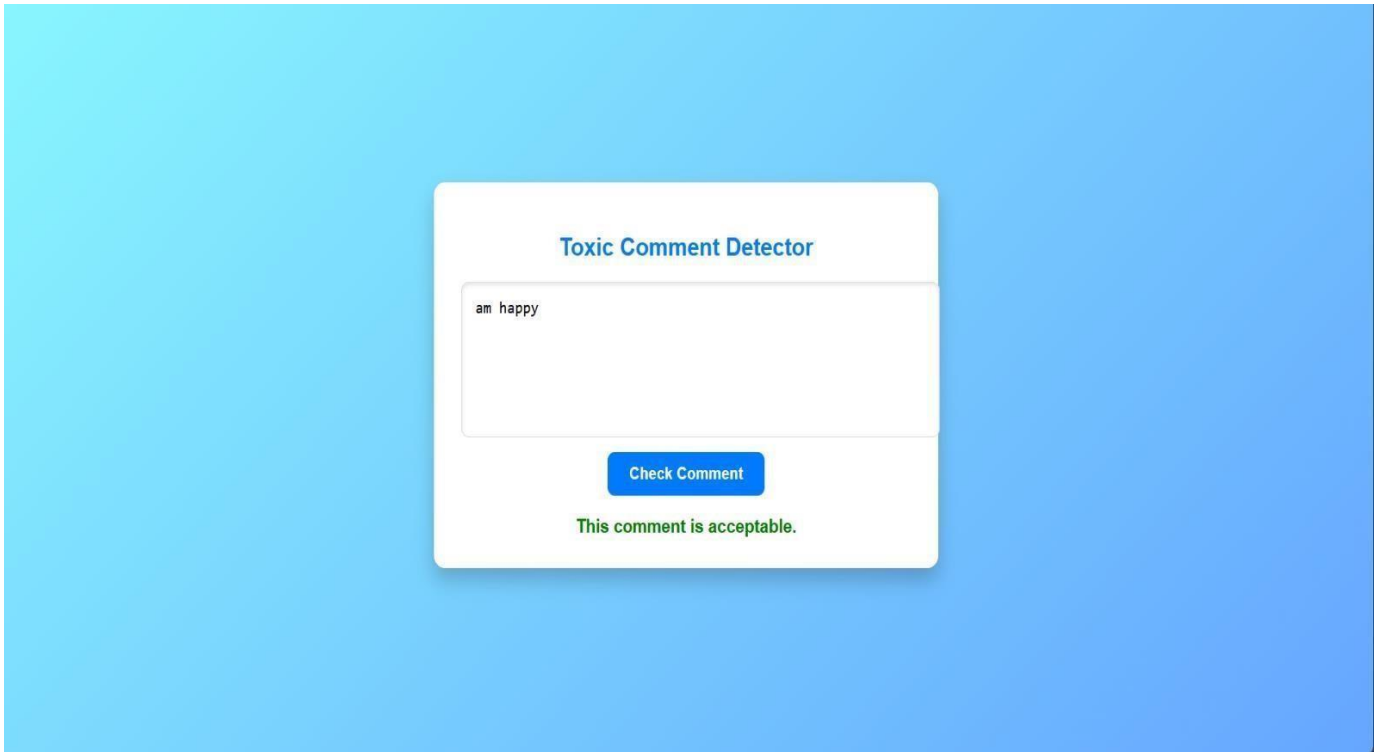 Toxic Comment Detector
am happy
Check Comment
This comment is acceptable.